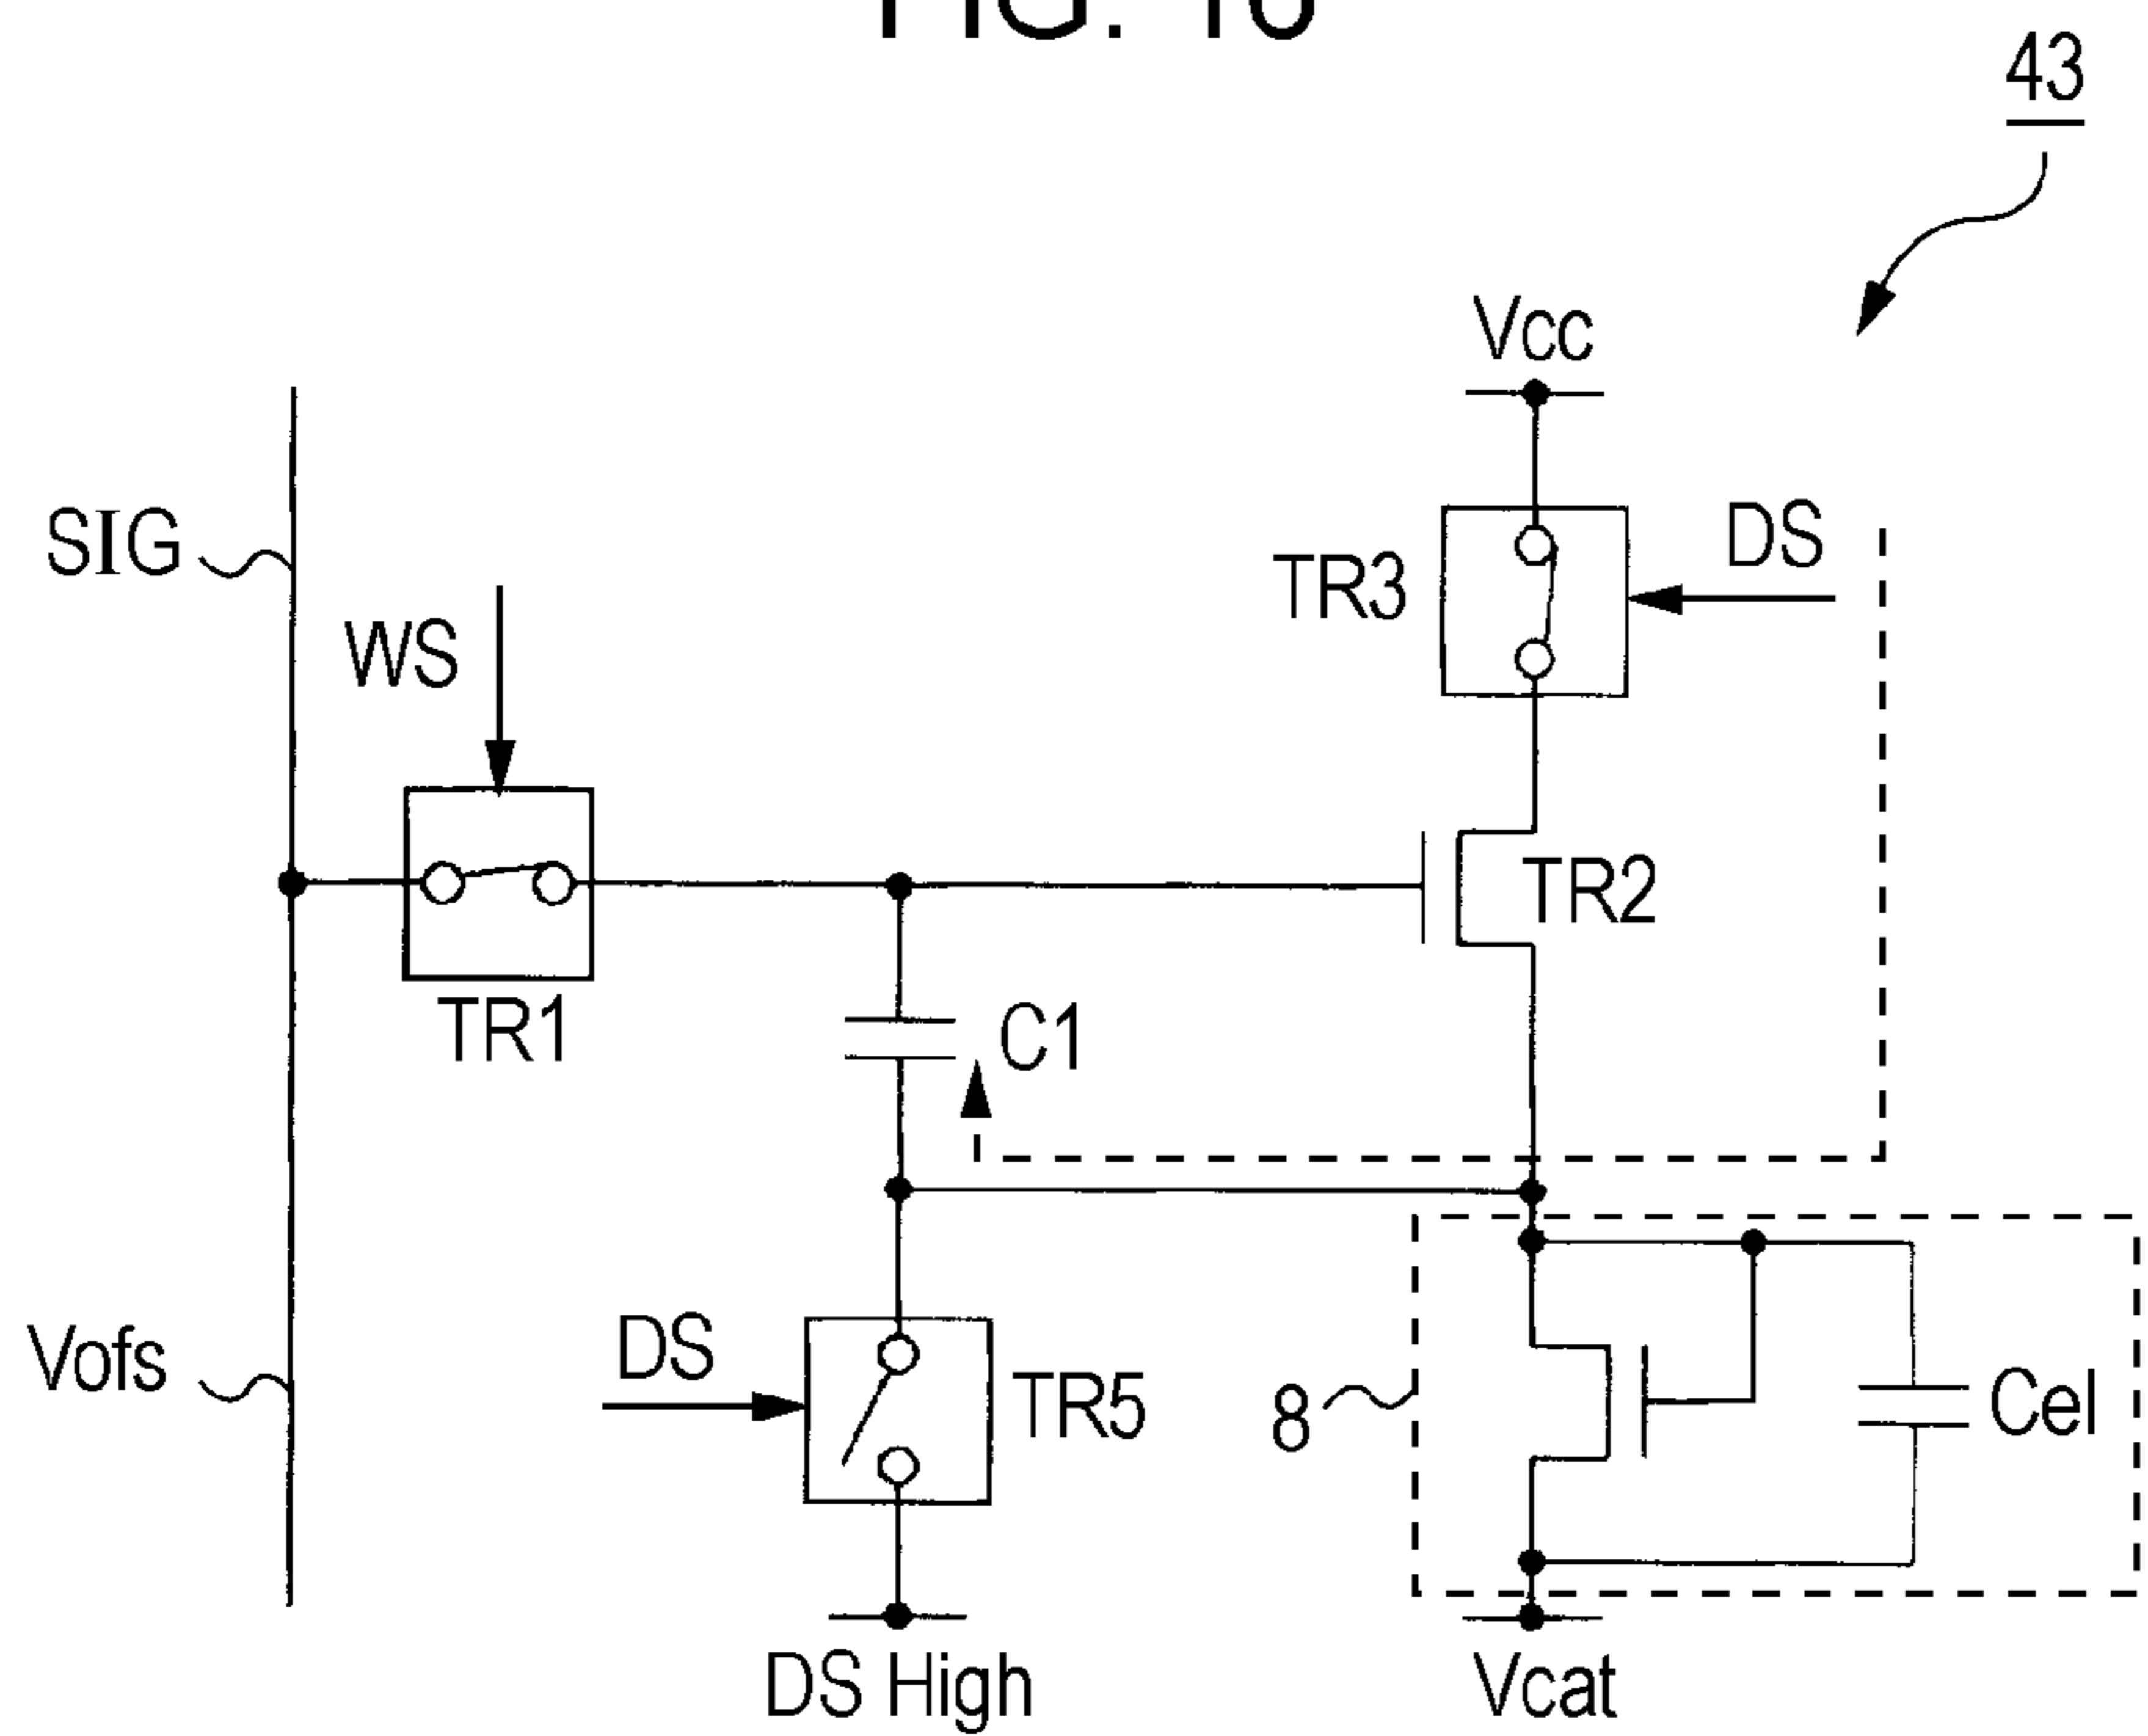 43
Vcc
SIG
DS
TR3
WS
TR2
TR1
C1
Vofs
DS
TR5
8
Cel
DS High
Vcat